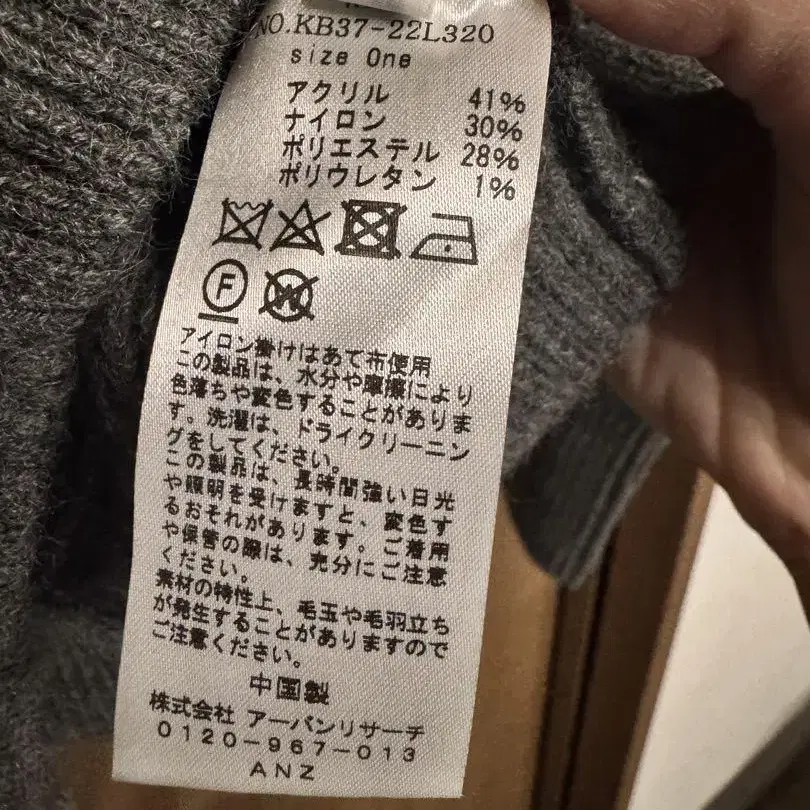 NO.KB37-22L320
size One
アクリル 41%
ナイロン 30%
ポリエステル 28%
ポリウレタン 1%
F
W
アイロン掛けはあて布使用
この製品は、水分や摩擦により
色落ちや変色することがありま
す。洗濯は、ドライクリーニン
グをしてください。
この製品は、長時間強い日光
や照明を受けますと、変色す
るおそれがあります。ご着用
や保管の際は、充分にご注意
ください。
素材の特性上、毛玉や毛羽立ち
が発生することがありますので
ご注意ください。
中国製
株式会社 アーバンリサーチ
0120-967-013
ANZ